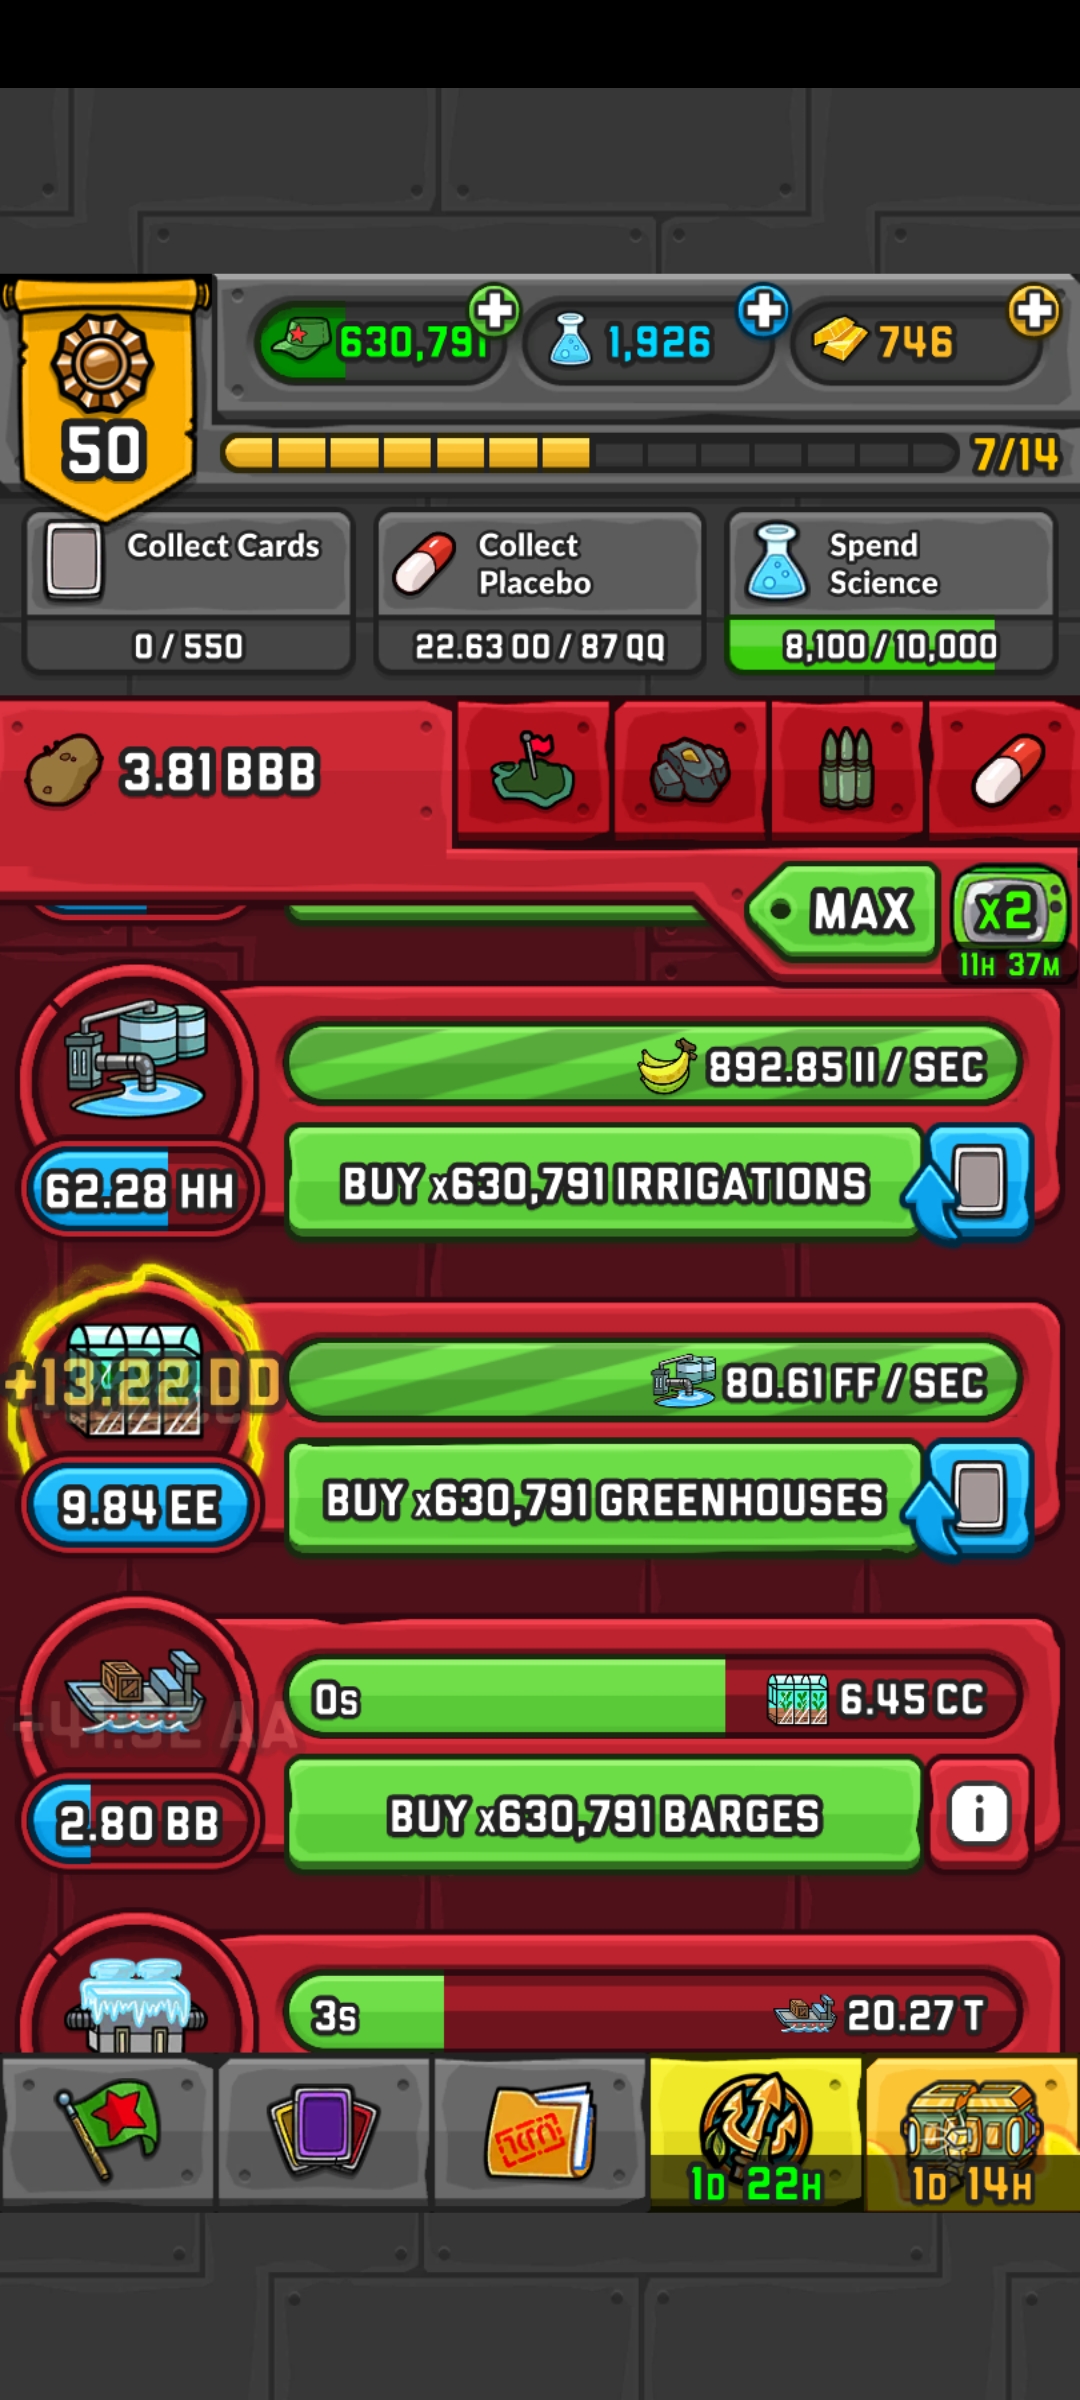 630,791
1,926
746
50
7/14
Collect Cards
0 / 550
Collect
Placebo
22.63 OO / 87 QQ
Spend
Science
8,100 / 10,000
3.81 BBB
MAX
x2
11H 37M
892.85 II / SEC
62.28 HH
BUY x630,791 IRRIGATIONS
+13.22 DD
80.61 FF / SEC
9.84 EE
BUY x630,791 GREENHOUSES
0s
6.45 CC
2.80 BB
BUY x630,791 BARGES
i
3s
20.27 T
1D 22H
1D 14H